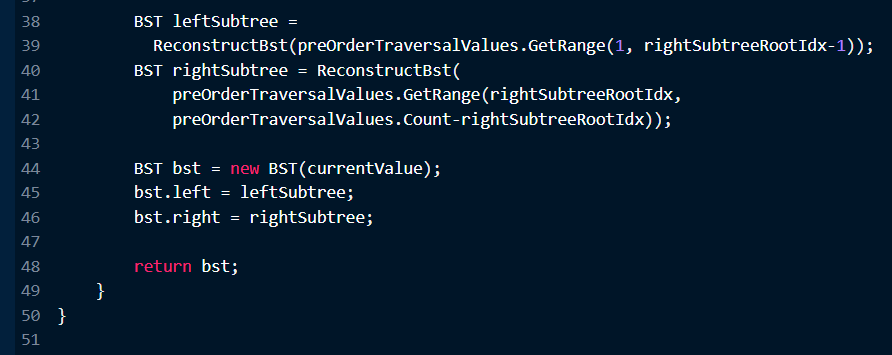 38 BST leftSubtree =
39 ReconstructBst(preOrderTraversalValues.GetRange(1, rightSubtreeRootIdx-1));
40 BST rightSubtree = ReconstructBst(
41 preOrderTraversalValues.GetRange(rightSubtreeRootIdx,
42 preOrderTraversalValues.Count-rightSubtreeRootIdx));
43
44 BST bst = new BST(currentValue);
45 bst.left = leftSubtree;
46 bst.right = rightSubtree;
47
48 return bst;
49 }
50 }
51